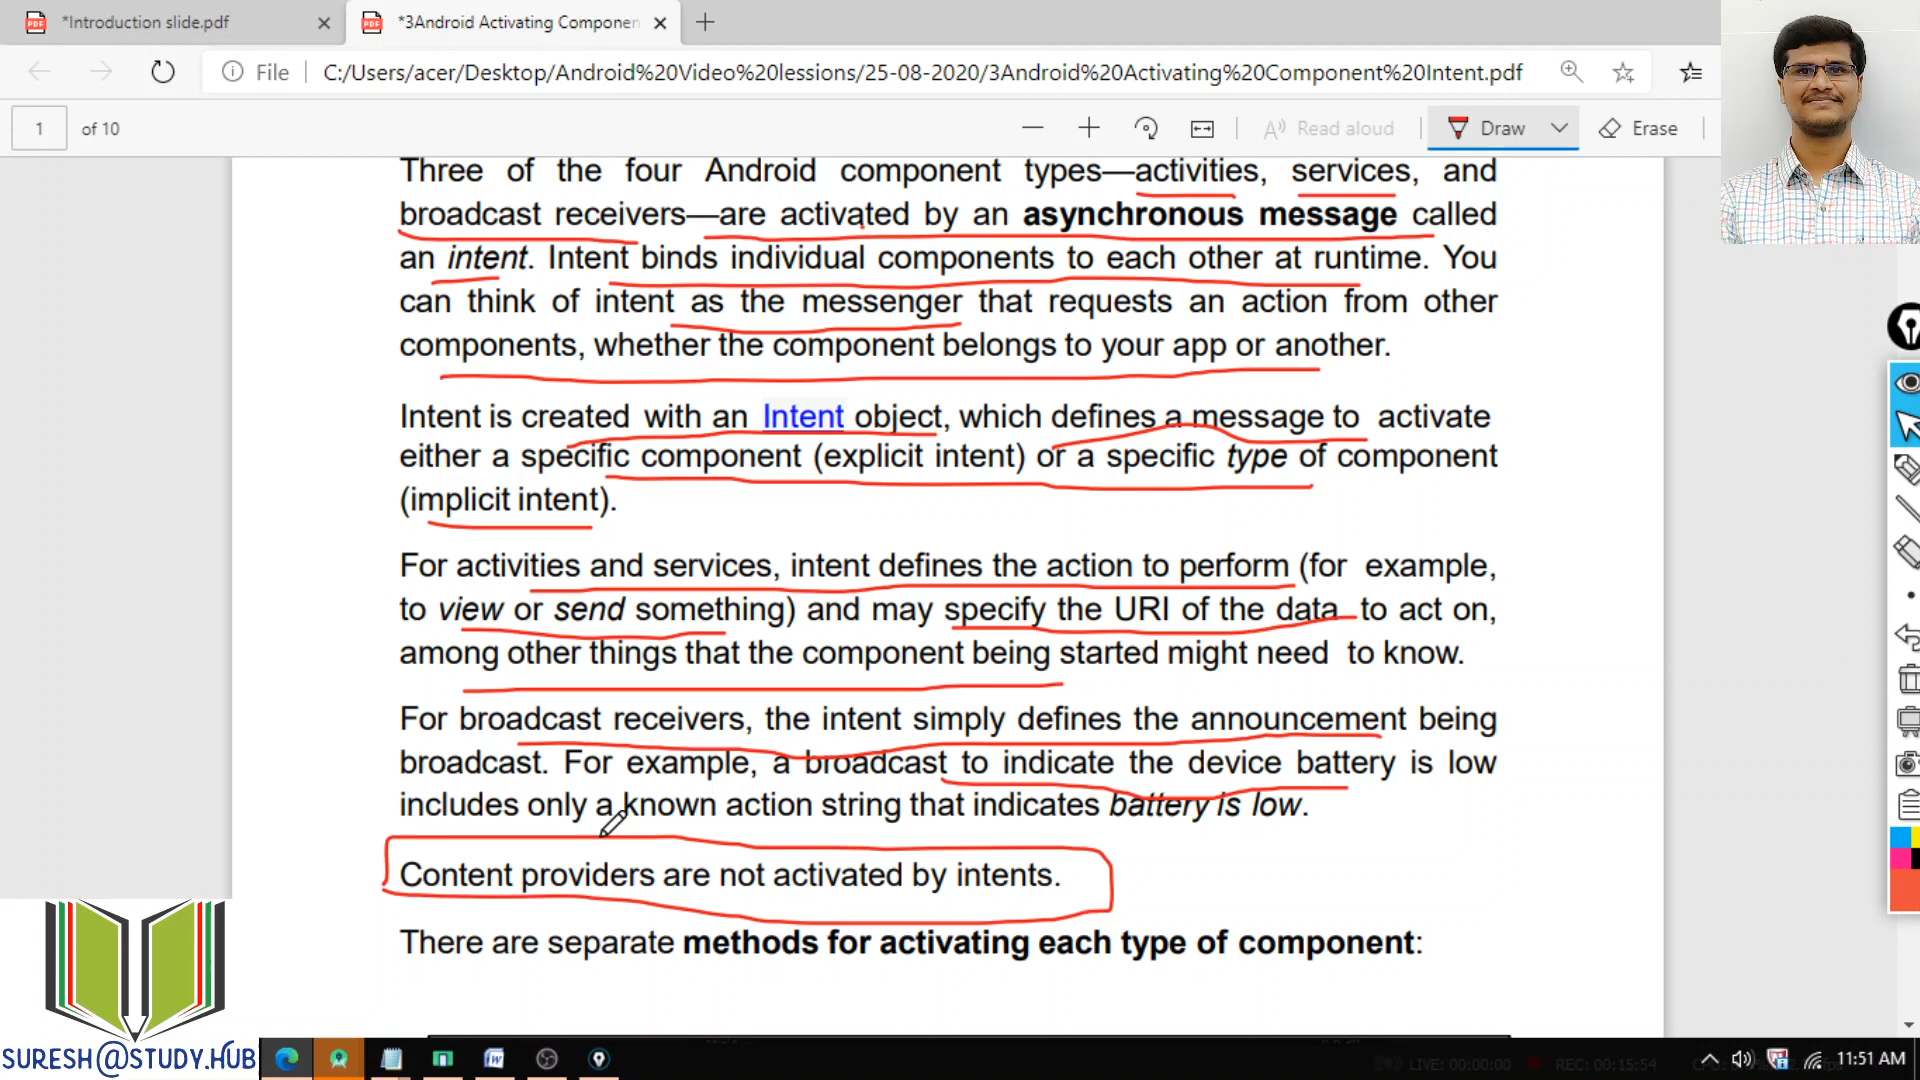 *Introduction slide.pdf
*3Android Activating Componen
File
C:/Users/acer/Desktop/Android%20Video%20lessions/25-08-2020/3Android%20Activating%20Component%20Intent.pdf
1 of 10
Read aloud
Draw
Erase
Three of the four Android component types—activities, services, and
broadcast receivers—are activated by an asynchronous message called
an intent. Intent binds individual components to each other at runtime. You
can think of intent as the messenger that requests an action from other
components, whether the component belongs to your app or another.
Intent is created with an Intent object, which defines a message to activate
either a specific component (explicit intent) or a specific type of component
(implicit intent).
For activities and services, intent defines the action to perform (for example,
to view or send something) and may specify the URI of the data to act on,
among other things that the component being started might need to know.
For broadcast receivers, the intent simply defines the announcement being
broadcast. For example, a broadcast to indicate the device battery is low
includes only a known action string that indicates battery is low.
Content providers are not activated by intents.
There are separate methods for activating each type of component:
SURESH@STUDY.HUB
LIVE: 00:00:00
REC: 00:15:54
11:51 AM